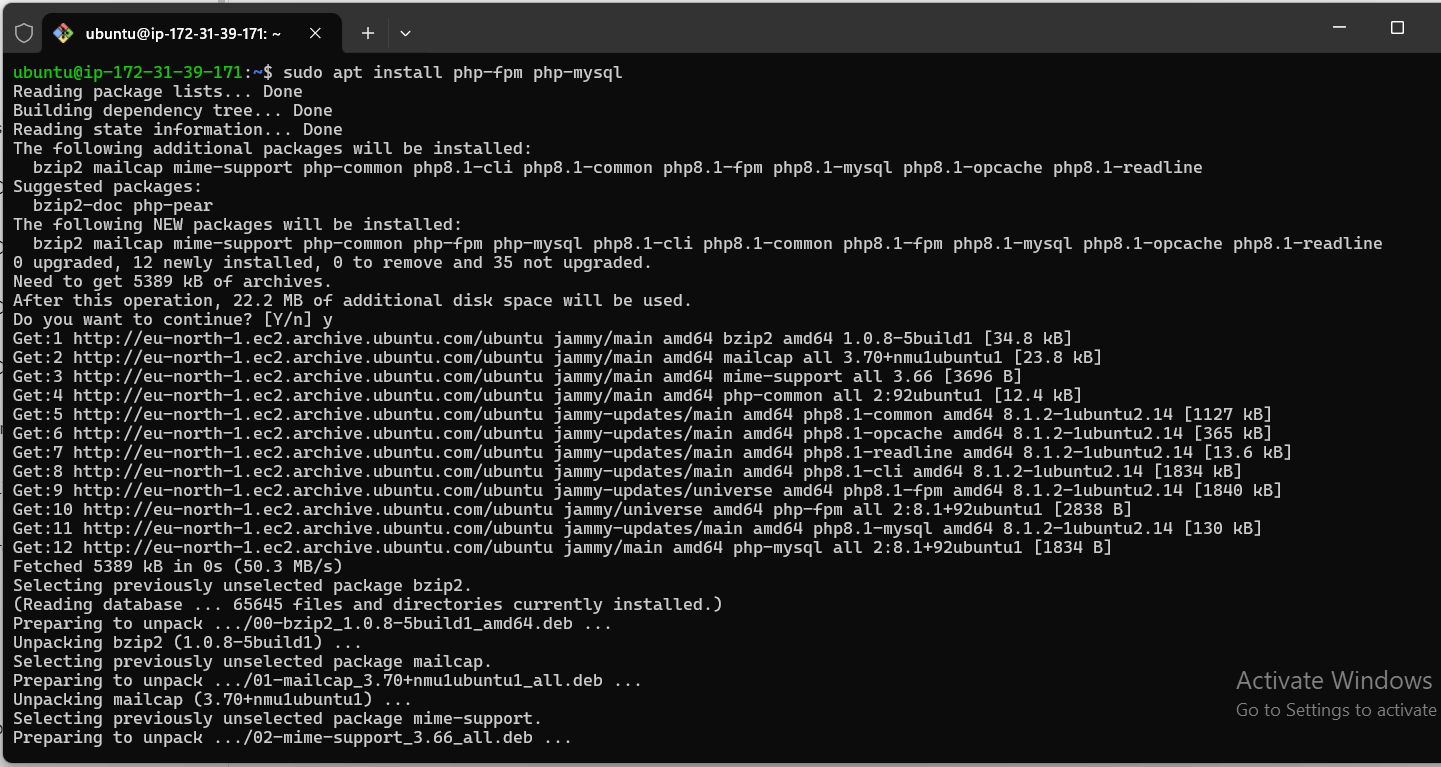 ubuntu@ip-172-31-39-171: ~
ubuntu@ip-172-31-39-171:~$ sudo apt install php-fpm php-mysql
Reading package lists... Done
Building dependency tree... Done
Reading state information... Done
The following additional packages will be installed:
  bzip2 mailcap mime-support php-common php8.1-cli php8.1-common php8.1-fpm php8.1-mysql php8.1-opcache php8.1-readline
Suggested packages:
  bzip2-doc php-pear
The following NEW packages will be installed:
  bzip2 mailcap mime-support php-common php-fpm php-mysql php8.1-cli php8.1-common php8.1-fpm php8.1-mysql php8.1-opcache php8.1-readline
0 upgraded, 12 newly installed, 0 to remove and 35 not upgraded.
Need to get 5389 kB of archives.
After this operation, 22.2 MB of additional disk space will be used.
Do you want to continue? [Y/n] y
Get:1 http://eu-north-1.ec2.archive.ubuntu.com/ubuntu jammy/main amd64 bzip2 amd64 1.0.8-5build1 [34.8 kB]
Get:2 http://eu-north-1.ec2.archive.ubuntu.com/ubuntu jammy/main amd64 mailcap all 3.70+nmu1ubuntu1 [23.8 kB]
Get:3 http://eu-north-1.ec2.archive.ubuntu.com/ubuntu jammy/main amd64 mime-support all 3.66 [3696 B]
Get:4 http://eu-north-1.ec2.archive.ubuntu.com/ubuntu jammy/main amd64 php-common all 2:92ubuntu1 [12.4 kB]
Get:5 http://eu-north-1.ec2.archive.ubuntu.com/ubuntu jammy-updates/main amd64 php8.1-common amd64 8.1.2-1ubuntu2.14 [1127 kB]
Get:6 http://eu-north-1.ec2.archive.ubuntu.com/ubuntu jammy-updates/main amd64 php8.1-opcache amd64 8.1.2-1ubuntu2.14 [365 kB]
Get:7 http://eu-north-1.ec2.archive.ubuntu.com/ubuntu jammy-updates/main amd64 php8.1-readline amd64 8.1.2-1ubuntu2.14 [13.6 kB]
Get:8 http://eu-north-1.ec2.archive.ubuntu.com/ubuntu jammy-updates/main amd64 php8.1-cli amd64 8.1.2-1ubuntu2.14 [1834 kB]
Get:9 http://eu-north-1.ec2.archive.ubuntu.com/ubuntu jammy-updates/universe amd64 php8.1-fpm amd64 8.1.2-1ubuntu2.14 [1840 kB]
Get:10 http://eu-north-1.ec2.archive.ubuntu.com/ubuntu jammy/universe amd64 php-fpm all 2:8.1+92ubuntu1 [2838 B]
Get:11 http://eu-north-1.ec2.archive.ubuntu.com/ubuntu jammy-updates/main amd64 php8.1-mysql amd64 8.1.2-1ubuntu2.14 [130 kB]
Get:12 http://eu-north-1.ec2.archive.ubuntu.com/ubuntu jammy/main amd64 php-mysql all 2:8.1+92ubuntu1 [1834 B]
Fetched 5389 kB in 0s (50.3 MB/s)
Selecting previously unselected package bzip2.
(Reading database ... 65645 files and directories currently installed.)
Preparing to unpack .../00-bzip2_1.0.8-5build1_amd64.deb ...
Unpacking bzip2 (1.0.8-5build1) ...
Selecting previously unselected package mailcap.
Preparing to unpack .../01-mailcap_3.70+nmu1ubuntu1_all.deb ...
Unpacking mailcap (3.70+nmu1ubuntu1) ...
Selecting previously unselected package mime-support.
Preparing to unpack .../02-mime-support_3.66_all.deb ...
Activate Windows
Go to Settings to activate